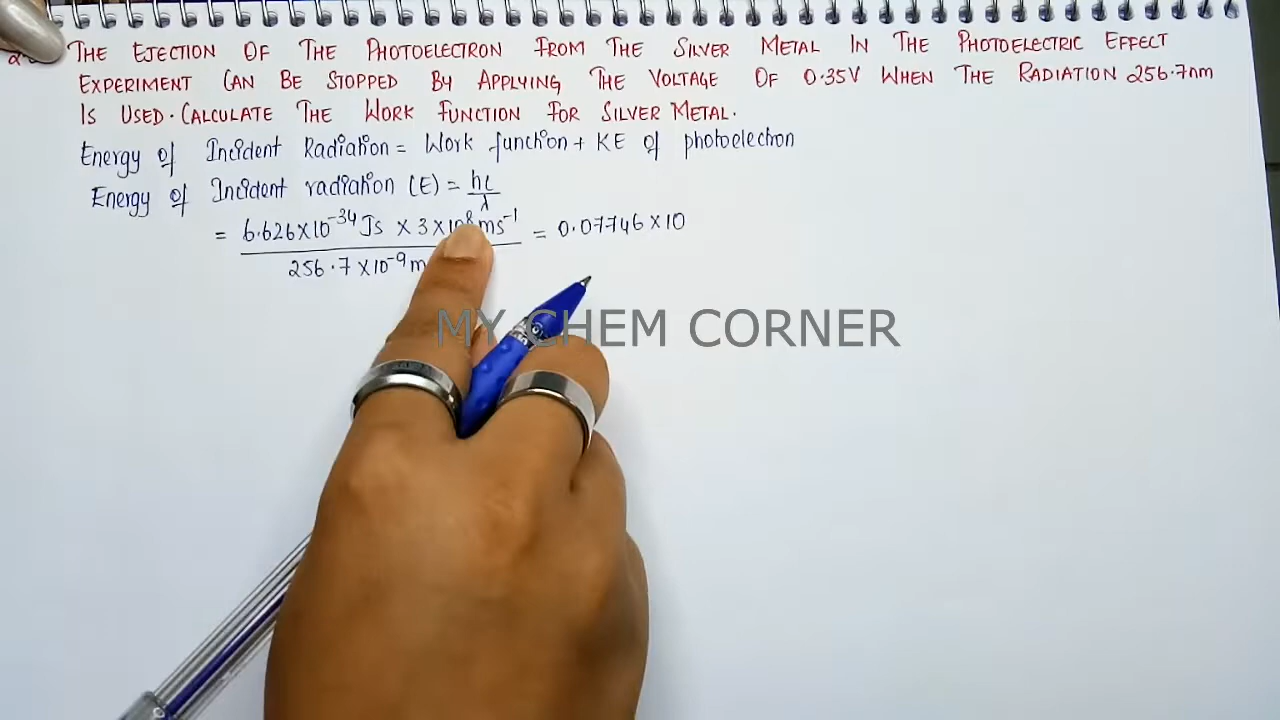 THE EJECTION OF THE PHOTOELECTRON FROM THE SILVER METAL IN THE PHOTOELECTRIC EFFECT
EXPERIMENT CAN BE STOPPED BY APPLYING THE VOLTAGE OF 0.35V WHEN THE RADIATION 256.7nm
IS USED. CALCULATE THE WORK FUNCTION FOR SILVER METAL.
Energy of Incident Radiation = Work function + KE of photoelectron
Energy of Incident radiation (E) = hc/λ
= 6.626×10⁻³⁴ Js × 3×10⁸ ms⁻¹ = 0.07746×10
256.7×10⁻⁹ m
MY CHEM CORNER